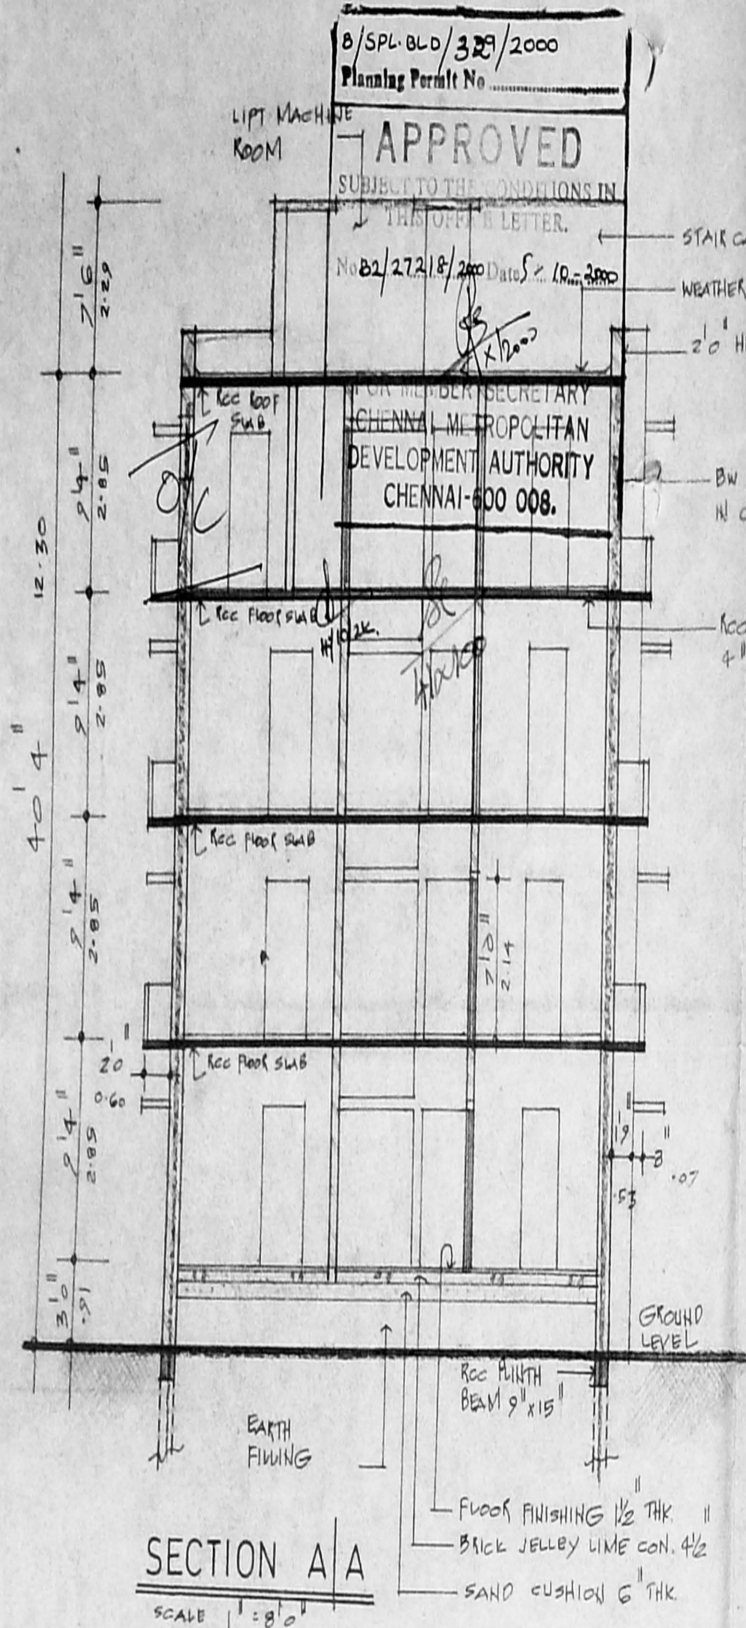 B/SPL.BLD/329/2000
Planning Permit No
LIFT MACHINE
ROOM
APPROVED
SUBJECT TO THE CONDITIONS IN
THIS OFFICE LETTER.
No B2/27218/2000 Date 5 10 2000
STAIR
WEATHER
2'0" H
FOR MEMBER SECRETARY
CHENNAI METROPOLITAN
DEVELOPMENT AUTHORITY
CHENNAI-600 008.
7'6"
2.29
RCC ROOF
SLAB
9'4"
2.85
BW
12.30
40'4"
RCC FLOOR SLAB
RCC
4"
9'4"
2.85
RCC FLOOR SLAB
9'4"
2.85
7'0"
2.14
RCC FLOOR SLAB
2'0"
0.60
9'4"
2.85
1'9"
.53
3"
.07
3'0"
.91
GROUND
LEVEL
RCC PLINTH
BEAM 9"x15"
EARTH
FILLING
FLOOR FINISHING 1½" THK.
BRICK JELLEY LIME CON. 4½"
SAND CUSHION 6" THK.
SECTION A A
SCALE 1"=8'0"